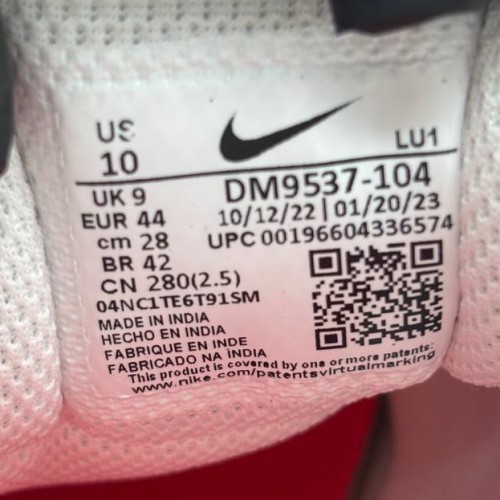 US
10
LU1
UK 9
DM9537-104
EUR 44
10/12/22 | 01/20/23
cm 28
UPC 00196604336574
BR 42
CN 280(2.5)
04NC1TE6T91SM
MADE IN INDIA
HECHO EN INDIA
FABRIQUE EN INDE
FABRICADO NA ÍNDIA
This product is covered by one or more patents:
www.nike.com/patentsvirtualmarking